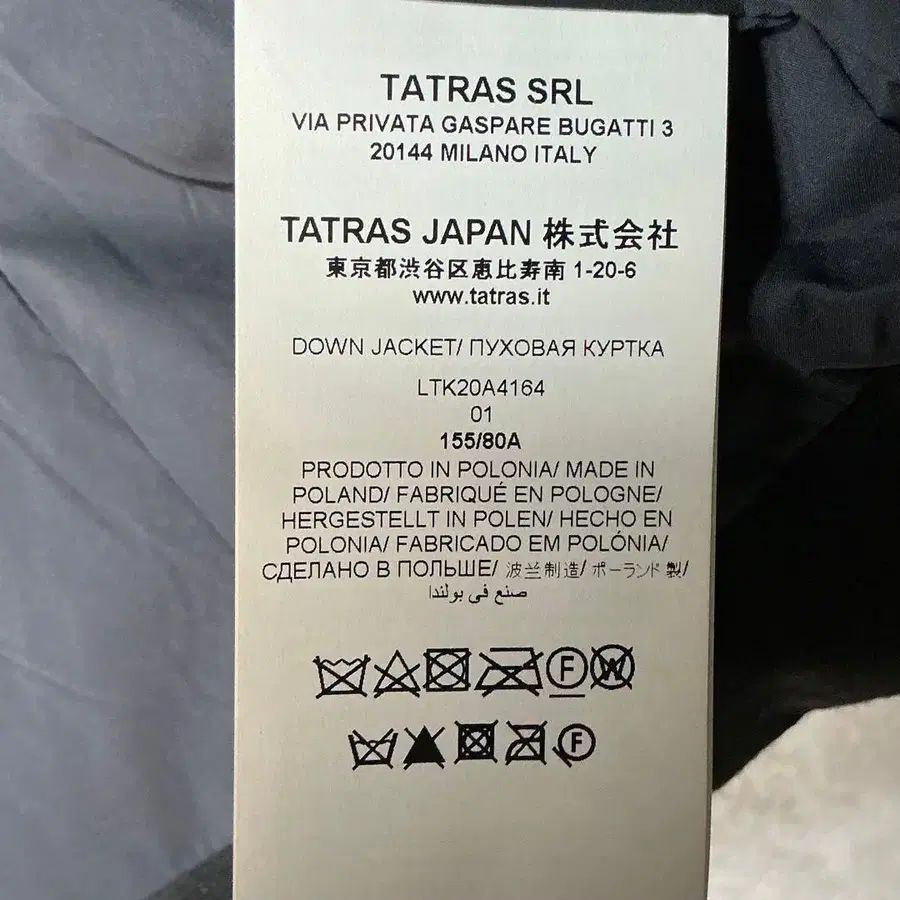 TATRAS SRL
VIA PRIVATA GASPARE BUGATTI 3
20144 MILANO ITALY
TATRAS JAPAN 株式会社
東京都渋谷区恵比寿南 1-20-6
www.tatras.it
DOWN JACKET/ ПУХОВАЯ КУРТКА
LTK20A4164
01
155/80A
PRODOTTO IN POLONIA/ MADE IN
POLAND/ FABRIQUÉ EN POLOGNE/
HERGESTELLT IN POLEN/ HECHO EN
POLONIA/ FABRICADO EM POLÓNIA/
СДЕЛАНО В ПОЛЬШЕ/ 波兰制造/ ポーランド製/
صنع في بولندا
F W
F